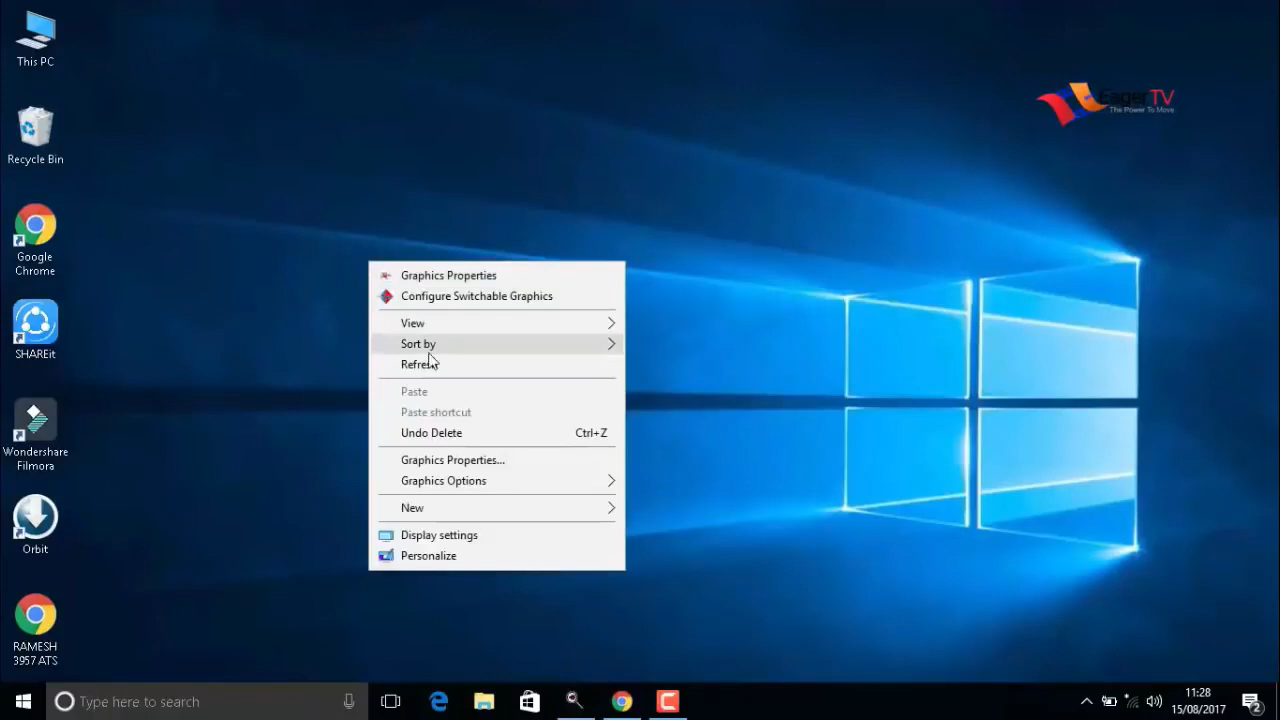 This PC
Recycle Bin
Google
Chrome
SHAREit
Wondershare
Filmora
Orbit
RAMESH
3957 ATS
EagerTV
The Power To Move
Graphics Properties
Configure Switchable Graphics
View
Sort by
Refresh
Paste
Paste shortcut
Undo Delete Ctrl+Z
Graphics Properties...
Graphics Options
New
Display settings
Personalize
Type here to search
11:28
15/08/2017
2